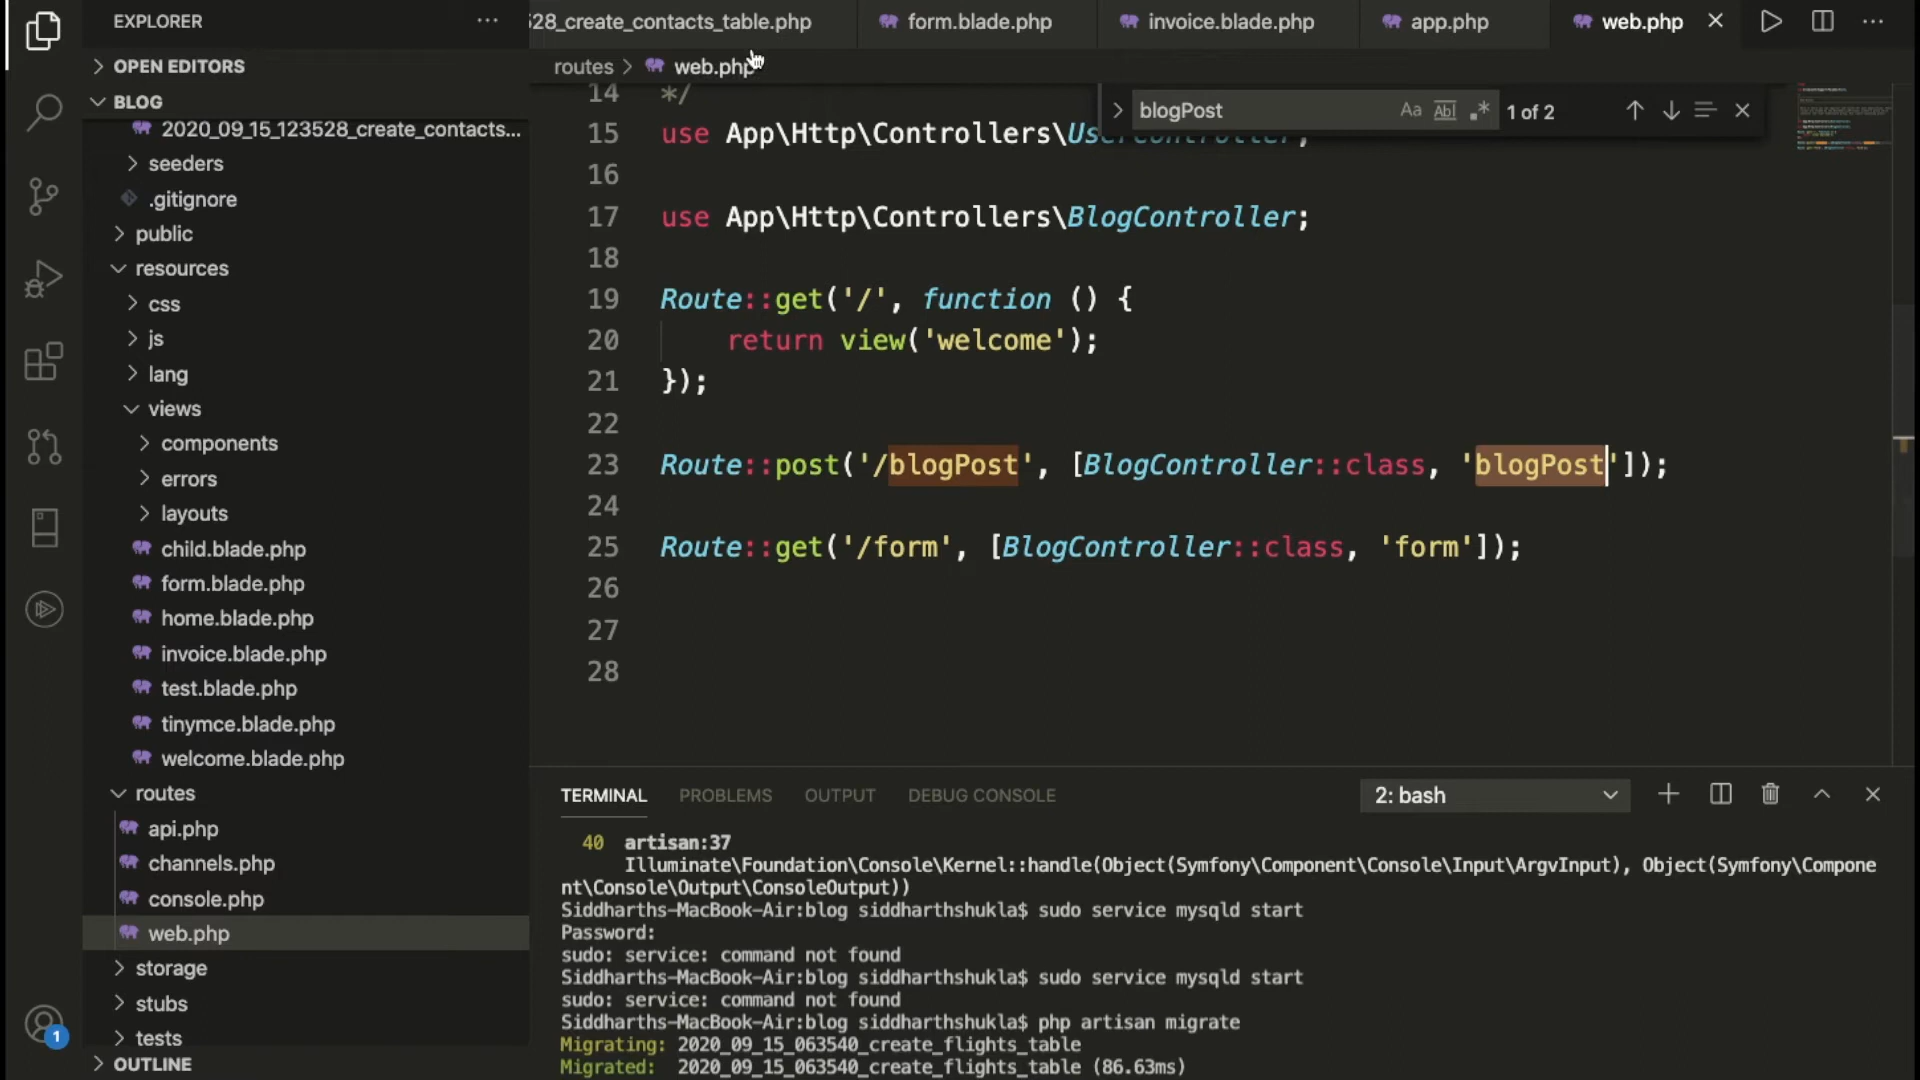 EXPLORER
28_create_contacts_table.php
form.blade.php
invoice.blade.php
app.php
web.php
OPEN EDITORS
BLOG
2020_09_15_123528_create_contacts...
seeders
.gitignore
public
resources
css
js
lang
views
components
errors
layouts
child.blade.php
form.blade.php
home.blade.php
invoice.blade.php
test.blade.php
tinymce.blade.php
welcome.blade.php
routes
api.php
channels.php
console.php
web.php
storage
stubs
tests
OUTLINE
1
routes > web.php
blogPost
Aa Abl .* 1 of 2
14 */
15 use App\Http\Controllers\UserController;
16
17 use App\Http\Controllers\BlogController;
18
19 Route::get('/', function () {
20 return view('welcome');
21 });
22
23 Route::post('/blogPost', [BlogController::class, 'blogPost']);
24
25 Route::get('/form', [BlogController::class, 'form']);
26
27
28
TERMINAL PROBLEMS OUTPUT DEBUG CONSOLE
2: bash
40 artisan:37
Illuminate\Foundation\Console\Kernel::handle(Object(Symfony\Component\Console\Input\ArgvInput), Object(Symfony\Compone
nt\Console\Output\ConsoleOutput))
Siddharths-MacBook-Air:blog siddharthshukla$ sudo service mysqld start
Password:
sudo: service: command not found
Siddharths-MacBook-Air:blog siddharthshukla$ sudo service mysqld start
sudo: service: command not found
Siddharths-MacBook-Air:blog siddharthshukla$ php artisan migrate
Migrating: 2020_09_15_063540_create_flights_table
Migrated: 2020_09_15_063540_create_flights_table (86.63ms)